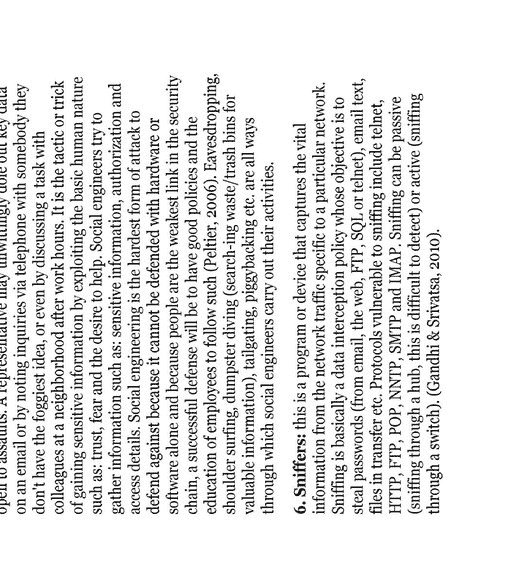 open to assaults. A representative may unwittingly dole out key data
on an email or by noting inquiries via telephone with somebody they
don't have the foggiest idea, or even by discussing a task with
colleagues at a neighborhood after work hours. It is the tactic or trick
of gaining sensitive information by exploiting the basic human nature
such as: trust, fear and the desire to help. Social engineers try to
gather information such as: sensitive information, authorization and
access details. Social engineering is the hardest form of attack to
defend against because it cannot be defended with hardware or
software alone and because people are the weakest link in the security
chain, a successful defense will be to have good policies and the
education of employees to follow such (Peltier, 2006). Eavesdropping,
shoulder surfing, dumpster diving (search-ing waste/trash bins for
valuable information), tailgating, piggybacking etc. are all ways
through which social engineers carry out their activities.
6. Sniffers: this is a program or device that captures the vital
information from the network traffic specific to a particular network.
Sniffing is basically a data interception policy whose objective is to
steal passwords (from email, the web, FTP, SQL or telnet), email text,
files in transfer etc. Protocols vulnerable to sniffing include telnet,
HTTP, FTP, POP, NNTP, SMTP and IMAP. Sniffing can be passive
(sniffing through a hub, this is difficult to detect) or active (sniffing
through a switch). (Gandhi & Srivatsa, 2010).